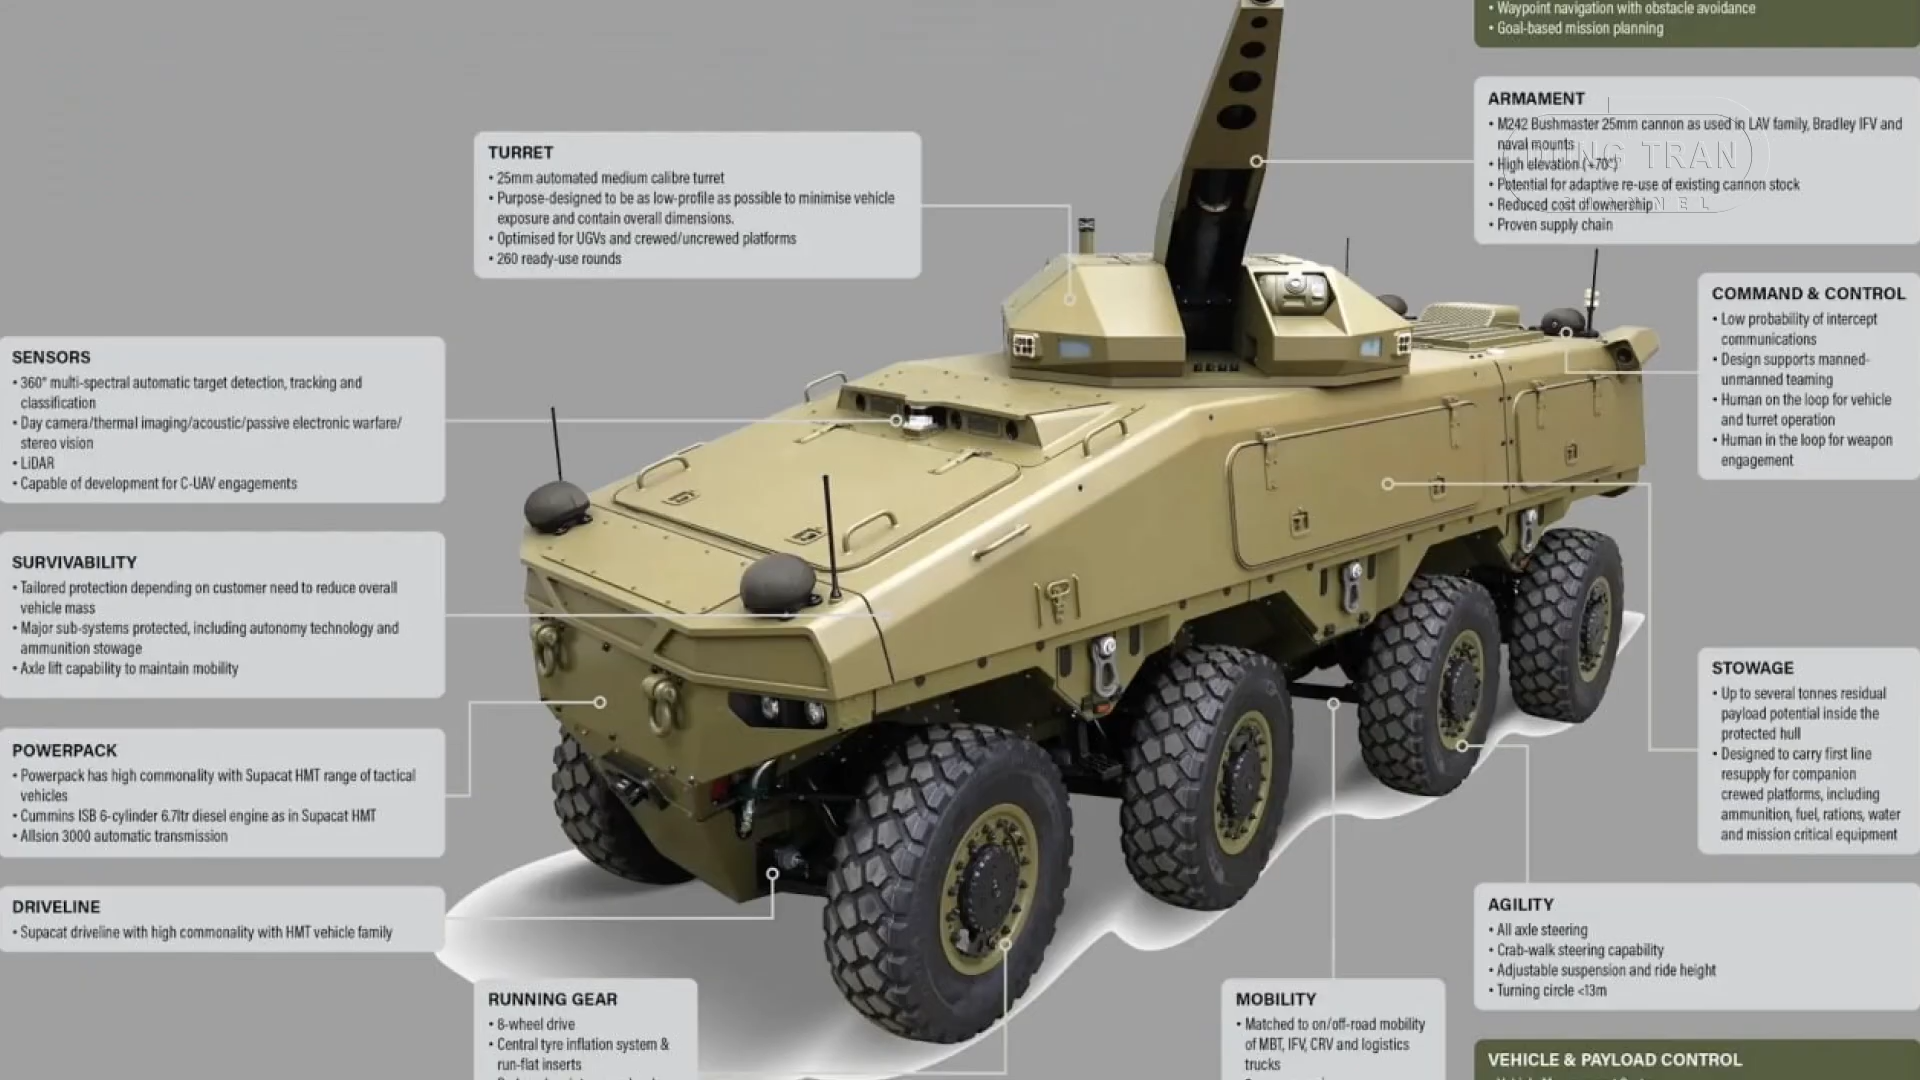 • Waypoint navigation with obstacle avoidance
• Goal-based mission planning
ARMAMENT
• M242 Bushmaster 25mm cannon as used in LAV family, Bradley IFV and
naval mounts
• High elevation (+70°)
• Potential for adaptive re-use of existing cannon stock
• Reduced cost of ownership
• Proven supply chain
TRAN
TURRET
• 25mm automated medium calibre turret
• Purpose-designed to be as low-profile as possible to minimise vehicle
exposure and contain overall dimensions.
• Optimised for UGVs and crewed/uncrewed platforms
• 260 ready-use rounds
COMMAND & CONTROL
• Low probability of intercept
communications
• Design supports manned-
unmanned teaming
• Human on the loop for vehicle
and turret operation
• Human in the loop for weapon
engagement
SENSORS
• 360° multi-spectral automatic target detection, tracking and
classification
• Day camera/thermal imaging/acoustic/passive electronic warfare/
stereo vision
• LiDAR
• Capable of development for C-UAV engagements
SURVIVABILITY
• Tailored protection depending on customer need to reduce overall
vehicle mass
• Major sub-systems protected, including autonomy technology and
ammunition stowage
• Axle lift capability to maintain mobility
STOWAGE
• Up to several tonnes residual
payload potential inside the
protected hull
• Designed to carry first line
resupply for companion
crewed platforms, including
ammunition, fuel, rations, water
and mission critical equipment
POWERPACK
• Powerpack has high commonality with Supacat HMT range of tactical
vehicles
• Cummins ISB 6-cylinder 6.7ltr diesel engine as in Supacat HMT
• Allsion 3000 automatic transmission
DRIVELINE
• Supacat driveline with high commonality with HMT vehicle family
AGILITY
• All axle steering
• Crab-walk steering capability
• Adjustable suspension and ride height
• Turning circle <13m
RUNNING GEAR
• 8-wheel drive
• Central tyre inflation system &
run-flat inserts
MOBILITY
• Matched to on/off-road mobility
of MBT, IFV, CRV and logistics
trucks
VEHICLE & PAYLOAD CONTROL